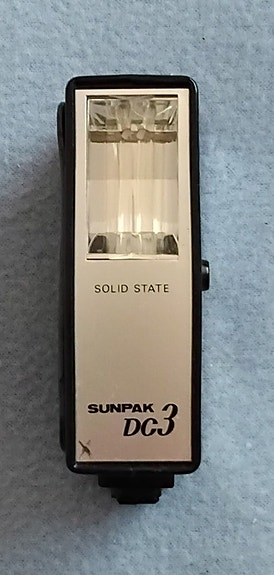 SOLID STATE
SUNPAK
DC3